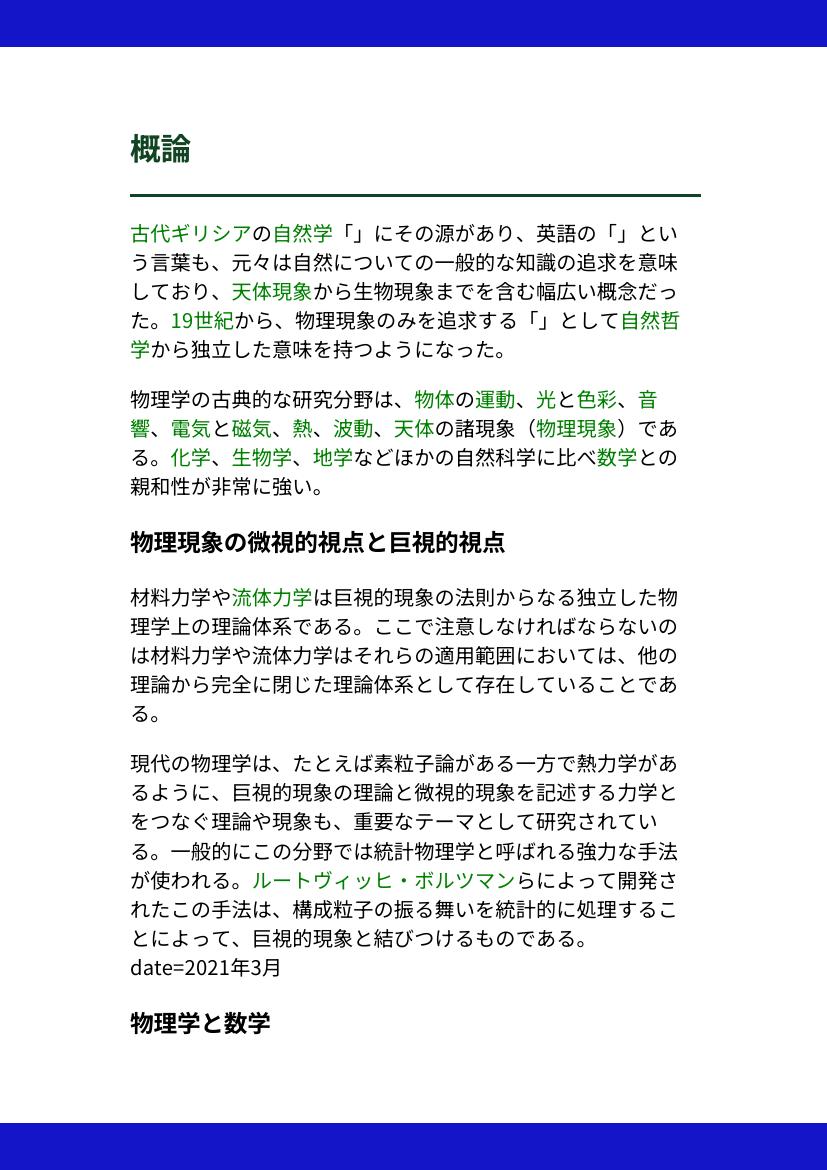 概論
古代ギリシアの自然学「」にその源があり、英語の「」とい
う言葉も、元々は自然についての一般的な知識の追求を意味
しており、天体現象から生物現象までを含む幅広い概念だっ
た。19世紀から、物理現象のみを追求する「」として自然哲
学から独立した意味を持つようになった。
物理学の古典的な研究分野は、物体の運動、光と色彩、音
響、電気と磁気、熱、波動、天体の諸現象（物理現象）であ
る。化学、生物学、地学などほかの自然科学に比べ数学との
親和性が非常に強い。
物理現象の微視的視点と巨視的視点
材料力学や流体力学は巨視的現象の法則からなる独立した物
理学上の理論体系である。ここで注意しなければならないの
は材料力学や流体力学はそれらの適用範囲においては、他の
理論から完全に閉じた理論体系として存在していることであ
る。
現代の物理学は、たとえば素粒子論がある一方で熱力学があ
るように、巨視的現象の理論と微視的現象を記述する力学と
をつなぐ理論や現象も、重要なテーマとして研究されてい
る。一般的にこの分野では統計物理学と呼ばれる強力な手法
が使われる。ルートヴィッヒ・ボルツマンらによって開発さ
れたこの手法は、構成粒子の振る舞いを統計的に処理するこ
とによって、巨視的現象と結びつけるものである。
date=2021年3月
物理学と数学